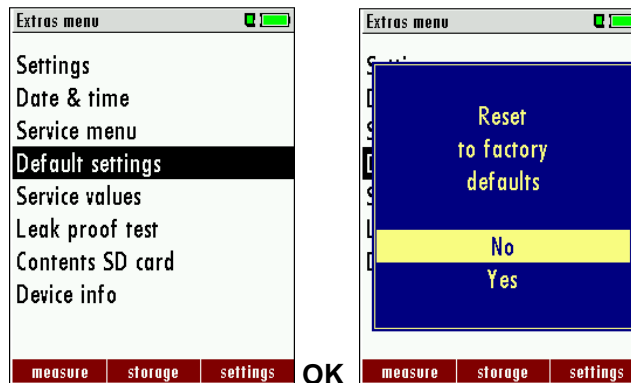 Extras menu
Settings
Date & time
Service menu
Default settings
Service values
Leak proof test
Contents SD card
Device info
measure storage settings
OK
Extras menu
Reset
to factory
defaults
No
Yes
measure storage settings